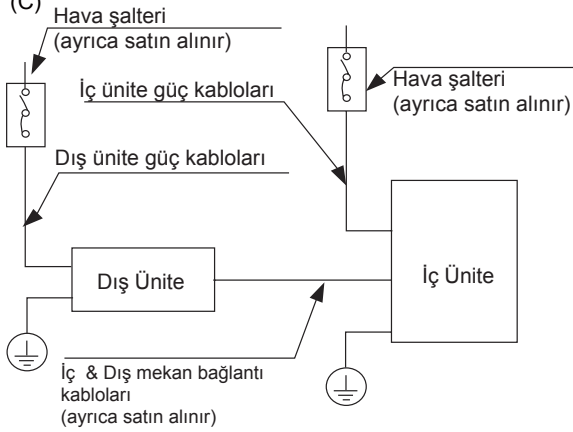 (C)
Hava şalteri
(ayrıca satın alınır)
Hava şalteri
(ayrıca satın alınır)
İç ünite güç kabloları
Dış ünite güç kabloları
Dış Ünite
İç Ünite
İç & Dış mekan bağlantı
kabloları
(ayrıca satın alınır)